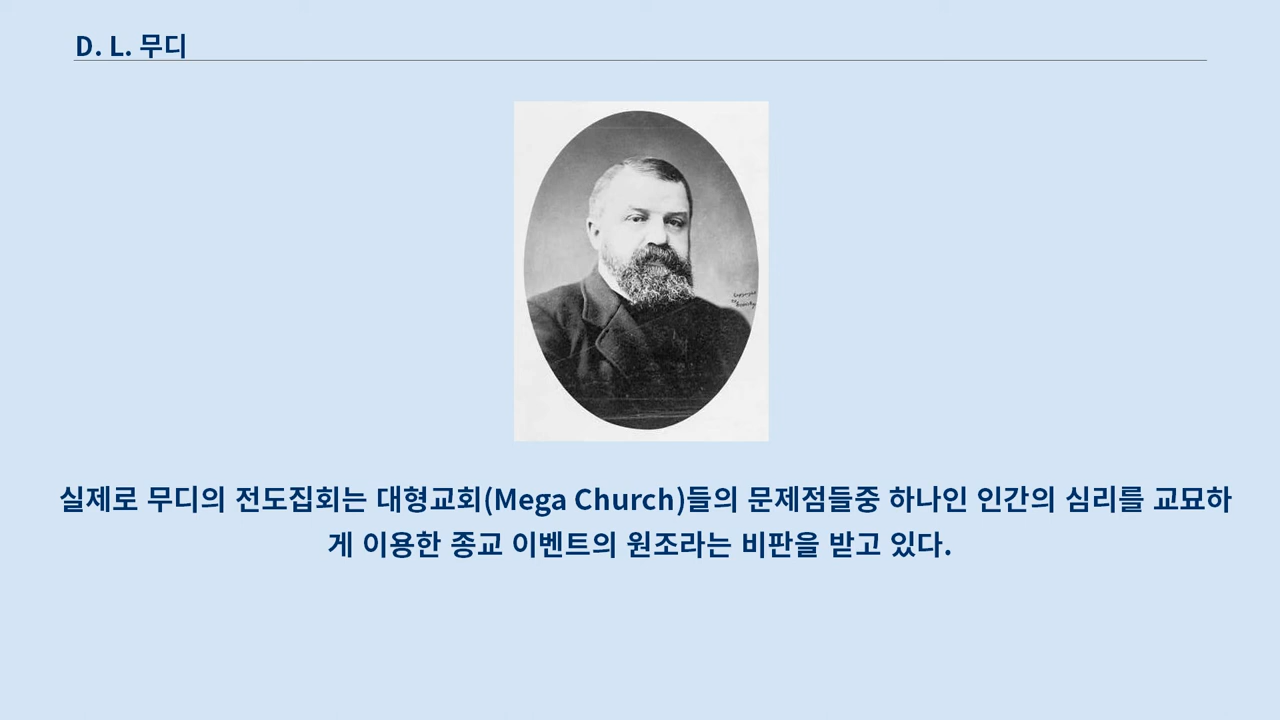 D. L. 무디
실제로 무디의 전도집회는 대형교회(Mega Church)들의 문제점들중 하나인 인간의 심리를 교묘하
게 이용한 종교 이벤트의 원조라는 비판을 받고 있다.